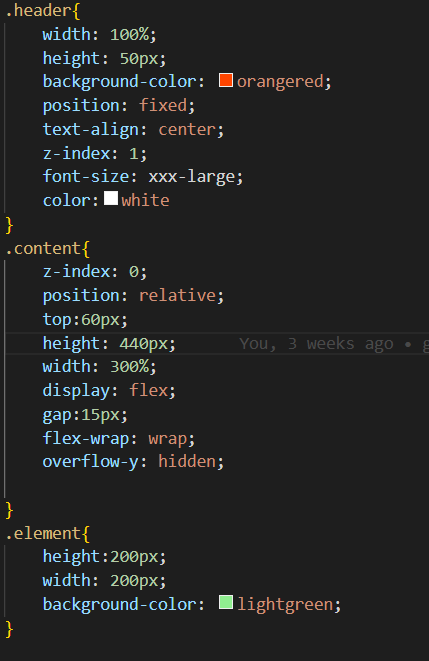 .header{
    width: 100%;
    height: 50px;
    background-color: orangered;
    position: fixed;
    text-align: center;
    z-index: 1;
    font-size: xxx-large;
    color: white
}
.content{
    z-index: 0;
    position: relative;
    top:60px;
    height: 440px; You, 3 weeks ago •
    width: 300%;
    display: flex;
    gap:15px;
    flex-wrap: wrap;
    overflow-y: hidden;
}
.element{
    height:200px;
    width: 200px;
    background-color: lightgreen;
}